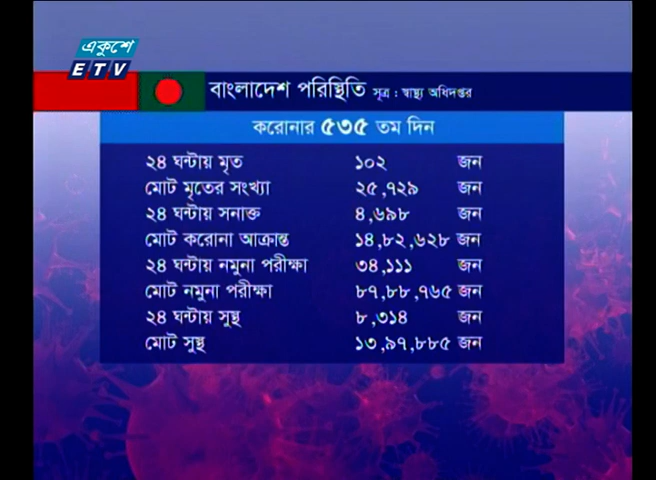 একুশে
ETV
বাংলাদেশ পরিস্থিতি সূত্র : স্বাস্থ্য অধিদপ্তর
করোনার ৫৩৫ তম দিন
২৪ ঘন্টায় মৃত ১০২ জন
মোট মৃতের সংখ্যা ২৫,৭২৯ জন
২৪ ঘন্টায় সনাক্ত ৪,৬৯৮ জন
মোট করোনা আক্রান্ত ১৪,৮২,৬২৮ জন
২৪ ঘন্টায় নমুনা পরীক্ষা ৩৪,১১১ জন
মোট নমুনা পরীক্ষা ৮৭,৮৮,৭৬৫ জন
২৪ ঘন্টায় সুস্থ ৮,৩১৪ জন
মোট সুস্থ ১৩,৯৭,৮৮৫ জন